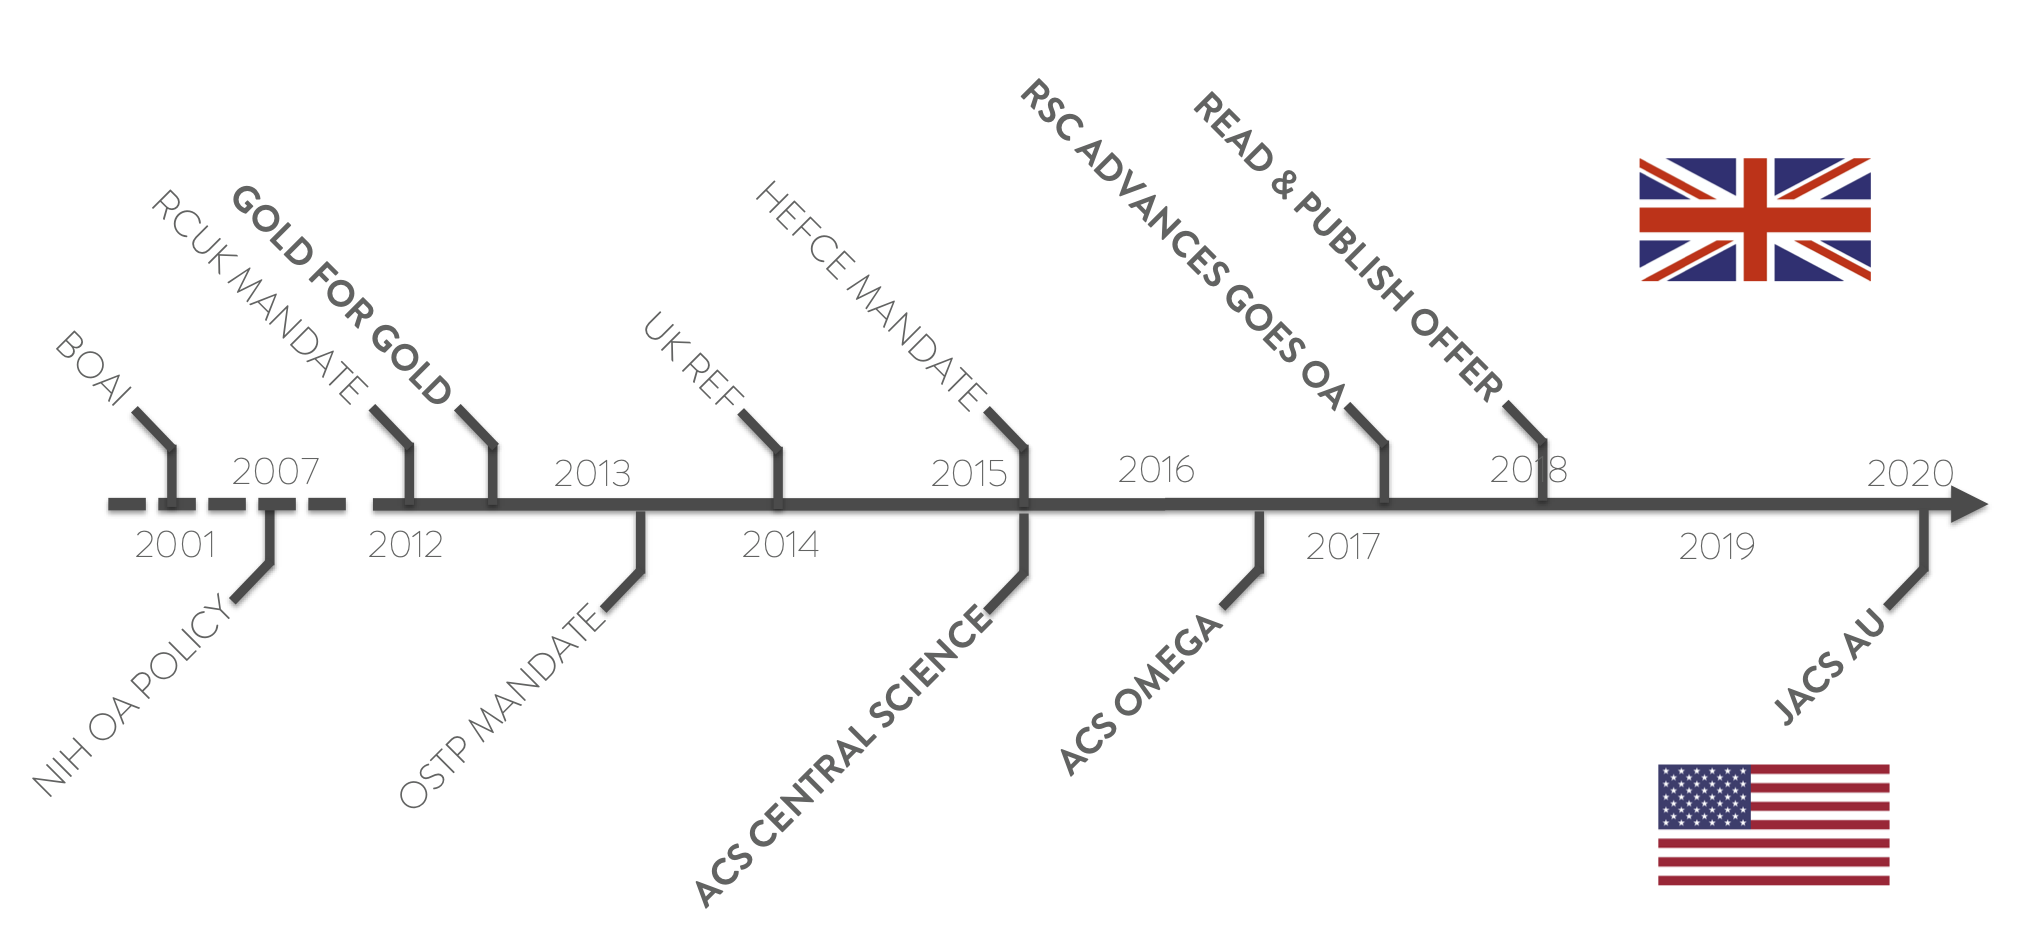 RSC ADVANCES GOES OA
READ & PUBLISH OFFER
GOLD FOR GOLD
RCUK MANDATE
HEFCE MANDATE
UK REF
BOAI
2007
2013
2015
2016
2018
2020
2001
2012
2014
2017
2019
NIH OA POLICY
OSTP MANDATE
ACS CENTRAL SCIENCE
ACS OMEGA
JACS AU